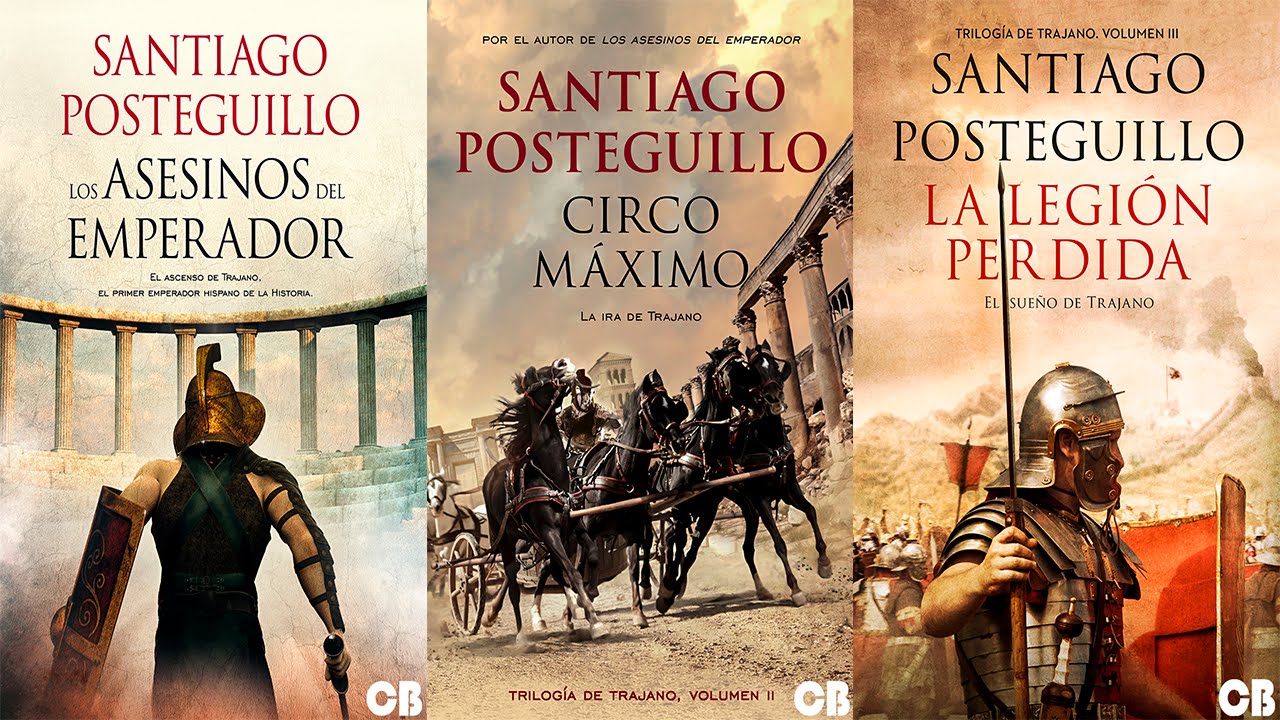 SANTIAGO
POSTEGUILLO
LOS ASESINOS DEL
EMPERADOR
EL ASCENSO DE TRAJANO,
EL PRIMER EMPERADOR HISPANO DE LA HISTORIA.
CB
POR EL AUTOR DE LOS ASESINOS DEL EMPERADOR
SANTIAGO
POSTEGUILLO
CIRCO
MÁXIMO
LA IRA DE TRAJANO
TRILOGÍA DE TRAJANO, VOLUMEN II
CB
TRILOGÍA DE TRAJANO. VOLUMEN III
SANTIAGO
POSTEGUILLO
LA LEGIÓN
PERDIDA
EL SUEÑO DE TRAJANO
CB